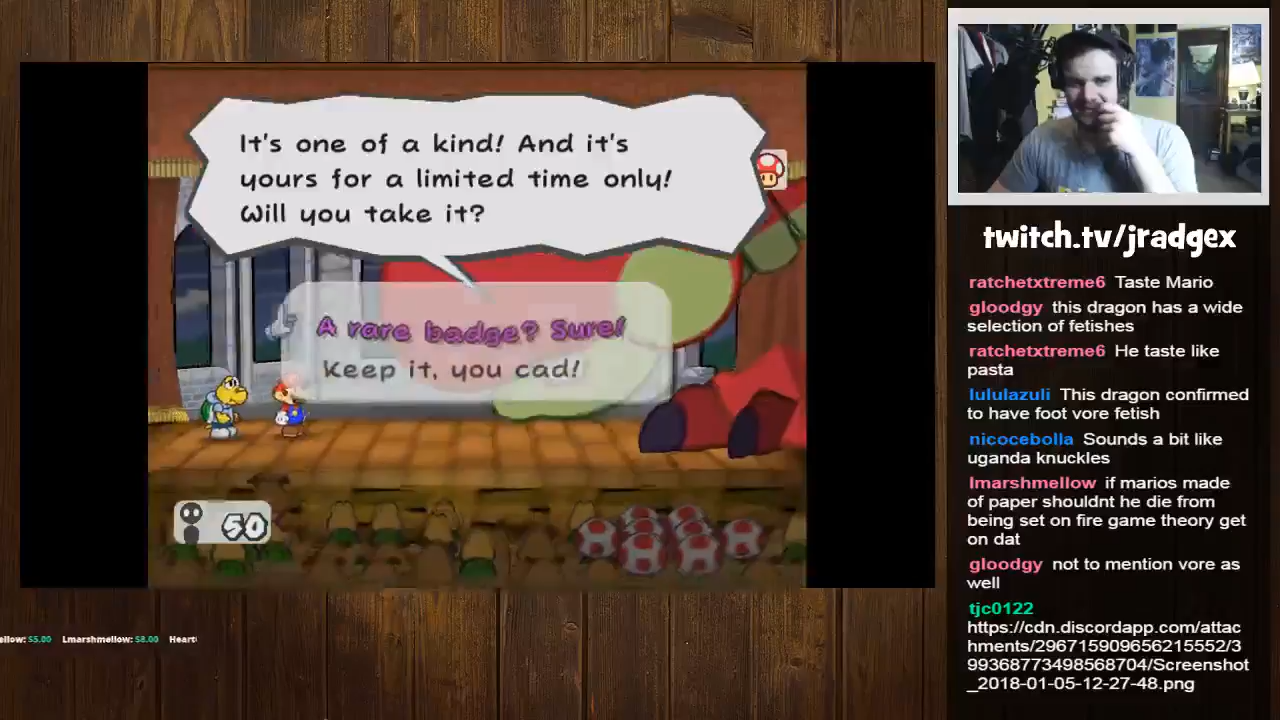 It's one of a kind! And it's
yours for a limited time only!
Will you take it?
A rare badge? Sure!
Keep it, you cad!
50
ellow: $5.00 Lmarshmellow: $8.00 Heart
twitch.tv/jradgex
ratchetxtreme6 Taste Mario
gloodgy this dragon has a wide
selection of fetishes
ratchetxtreme6 He taste like
pasta
lululazuli This dragon confirmed
to have foot vore fetish
nicocebolla Sounds a bit like
uganda knuckles
lmarshmellow if marios made
of paper shouldnt he die from
being set on fire game theory get
on dat
gloodgy not to mention vore as
well
tjc0122
https://cdn.discordapp.com/attac
hments/296715909656215552/3
99368773498568704/Screenshot
_2018-01-05-12-27-48.png